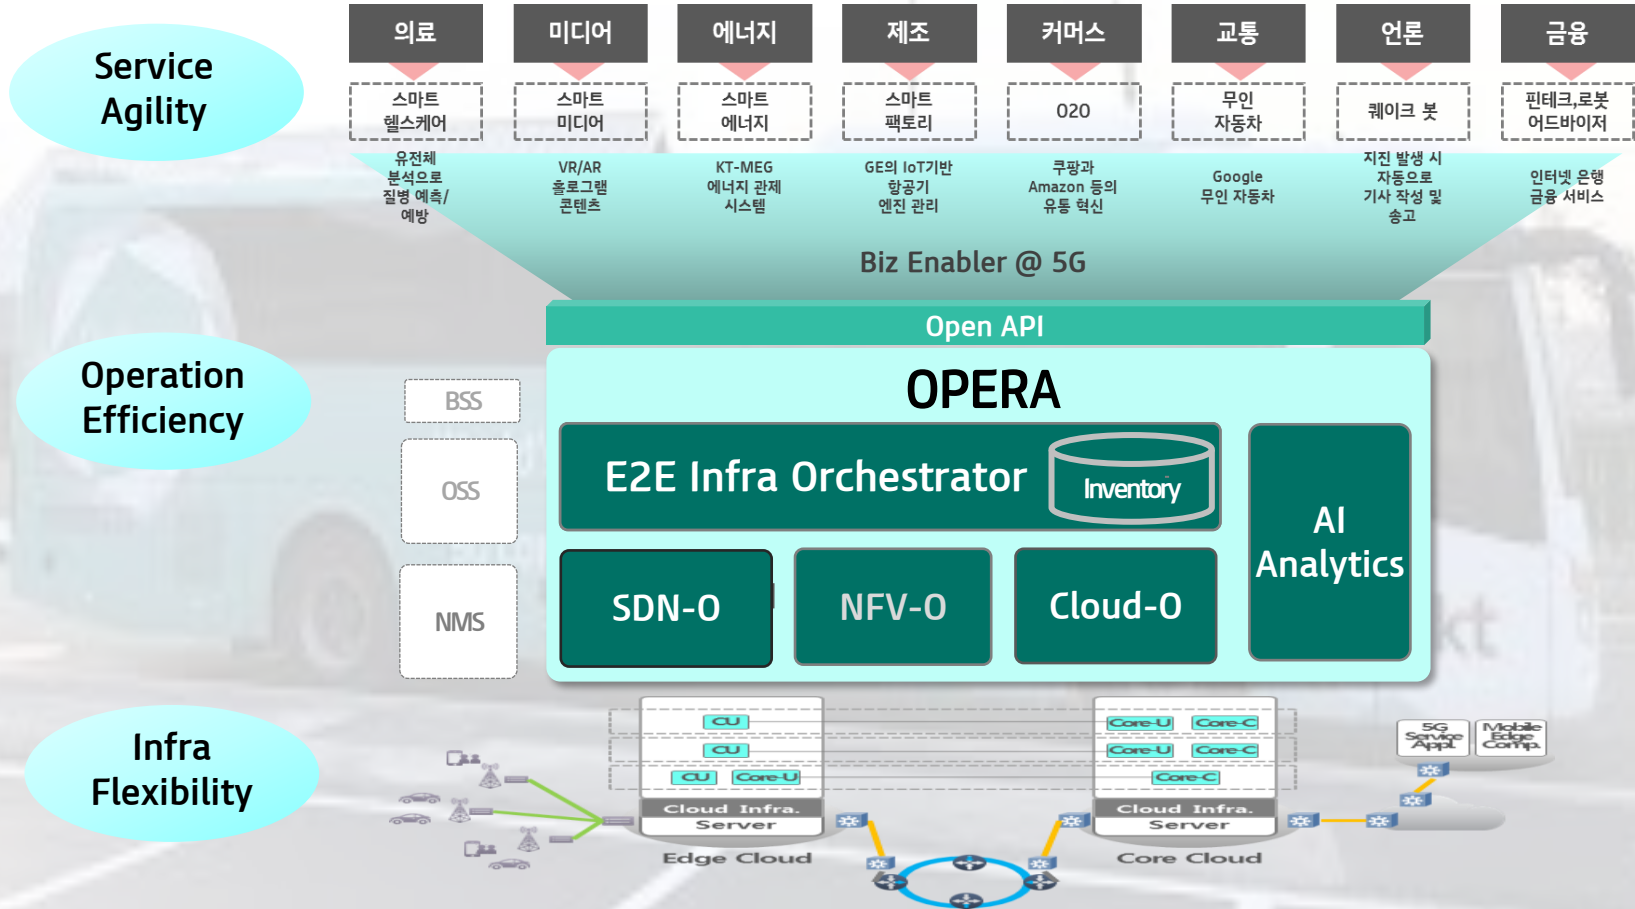 Service
Agility
의료
미디어
에너지
제조
커머스
교통
언론
금융
스마트
헬스케어
스마트
미디어
스마트
에너지
스마트
팩토리
O2O
무인
자동차
퀘이크 봇
핀테크,로봇
어드바이저
유전체
분석으로
질병 예측/
예방
VR/AR
홀로그램
콘텐츠
KT-MEG
에너지 관제
시스템
GE의 IoT기반
항공기
엔진 관리
쿠팡과
Amazon 등의
유통 혁신
Google
무인 자동차
지진 발생 시
자동으로
기사 작성 및
송고
인터넷 은행
금융 서비스
Biz Enabler @ 5G
Open API
Operation
Efficiency
BSS
OSS
NMS
OPERA
E2E Infra Orchestrator
Inventory
AI
Analytics
SDN-O
NFV-O
Cloud-O
kt
Infra
Flexibility
CU
Core-U
Core-C
CU
Core-U
Core-C
CU
Core-U
Core-C
Cloud Infra.
Server
Edge Cloud
Cloud Infra.
Server
Core Cloud
5G
Service
Appl.
Mobile
Edge
Comp.